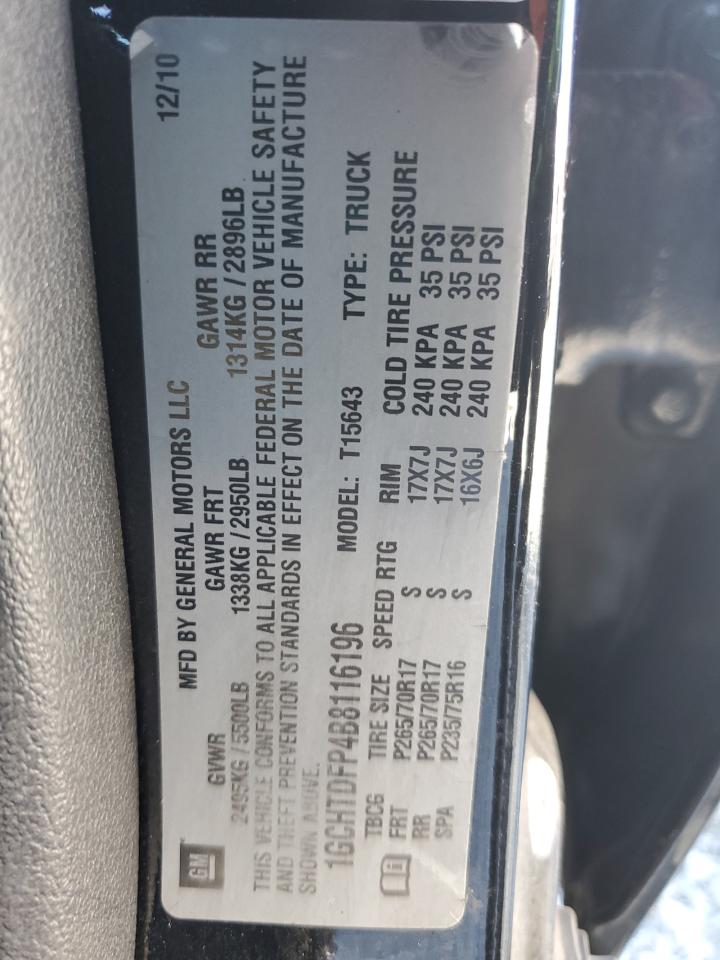 GM MFD BY GENERAL MOTORS LLC 12/10
GVWR GAWR FRT GAWR RR
2495KG / 5500LB 1338KG / 2950LB 1314KG / 2896LB
THIS VEHICLE CONFORMS TO ALL APPLICABLE FEDERAL MOTOR VEHICLE SAFETY
AND THEFT PREVENTION STANDARDS IN EFFECT ON THE DATE OF MANUFACTURE
SHOWN ABOVE.
1GCHTDFP4B8116196 MODEL: T15643 TYPE: TRUCK
TBCG TIRE SIZE SPEED RTG RIM COLD TIRE PRESSURE
FRT P265/70R17 S 17X7J 240 KPA 35 PSI
RR P265/70R17 S 17X7J 240 KPA 35 PSI
SPA P235/75R16 S 16X6J 240 KPA 35 PSI